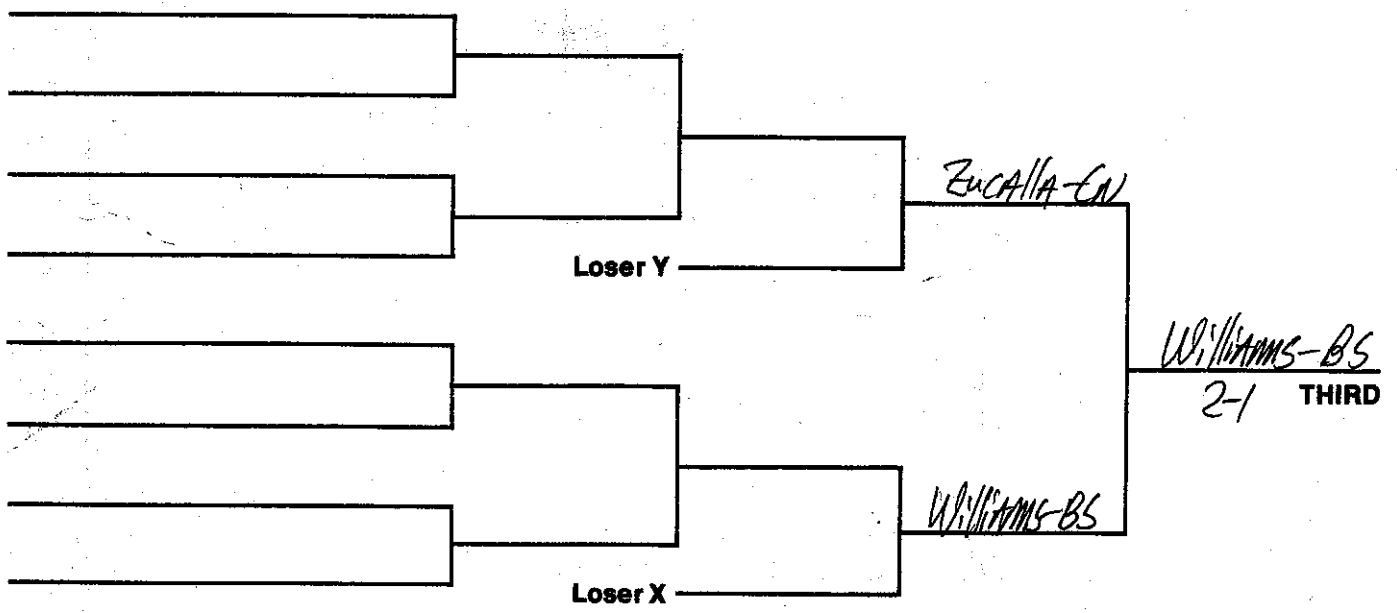 Zucalla-CN
Loser Y
Williams-BS
2-1 THIRD
Williams-BS
Loser X